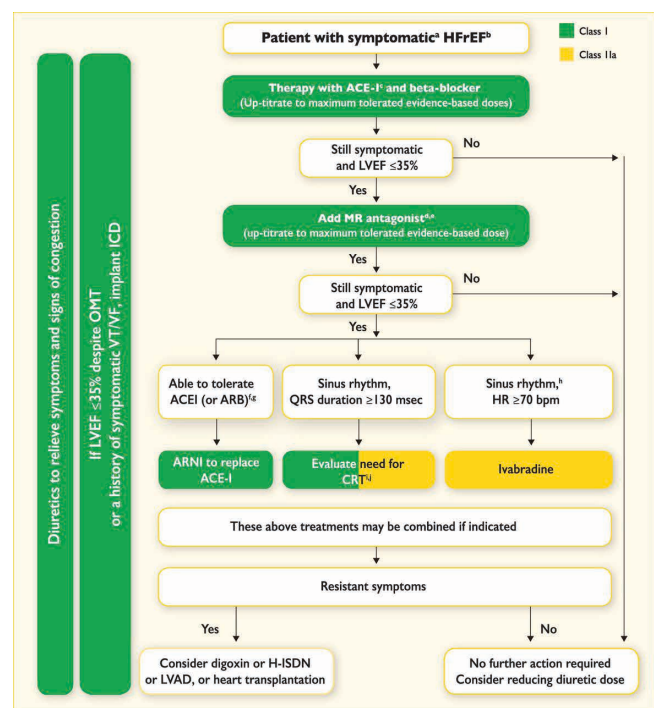 Patient with symptomaticᵃ HFrEFᵇ
Class I
Class IIa
Therapy with ACE-Iᶜ and beta-blocker
(Up-titrate to maximum tolerated evidence-based doses)
Still symptomatic
and LVEF ≤35%
No
Yes
Add MR antagonistᵈ,ᵉ
(up-titrate to maximum tolerated evidence-based dose)
Yes
Still symptomatic
and LVEF ≤35%
No
Yes
Able to tolerate
ACEI (or ARB)ᶠ,ᵍ
Sinus rhythm,
QRS duration ≥130 msec
Sinus rhythm,ʰ
HR ≥70 bpm
ARNI to replace
ACE-I
Evaluate need for
CRTⁱ,ʲ
Ivabradine
These above treatments may be combined if indicated
Resistant symptoms
Yes
No
Consider digoxin or H-ISDN
or LVAD, or heart transplantation
No further action required
Consider reducing diuretic dose
Diuretics to relieve symptoms and signs of congestion
If LVEF ≤35% despite OMT
or a history of symptomatic VT/VF, implant ICD